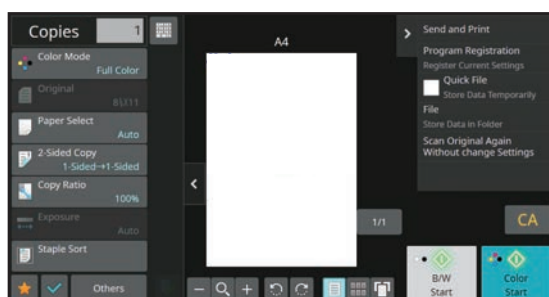 Copies 1
Color Mode
Full Color
Original
8½x11
Paper Select
Auto
2-Sided Copy
1-Sided→1-Sided
Copy Ratio
100%
Exposure
Auto
Staple Sort
Others
A4
1/1
Send and Print
Program Registration
Register Current Settings
Quick File
Store Data Temporarily
File
Store Data in Folder
Scan Original Again
Without change Settings
CA
B/W
Start
Color
Start